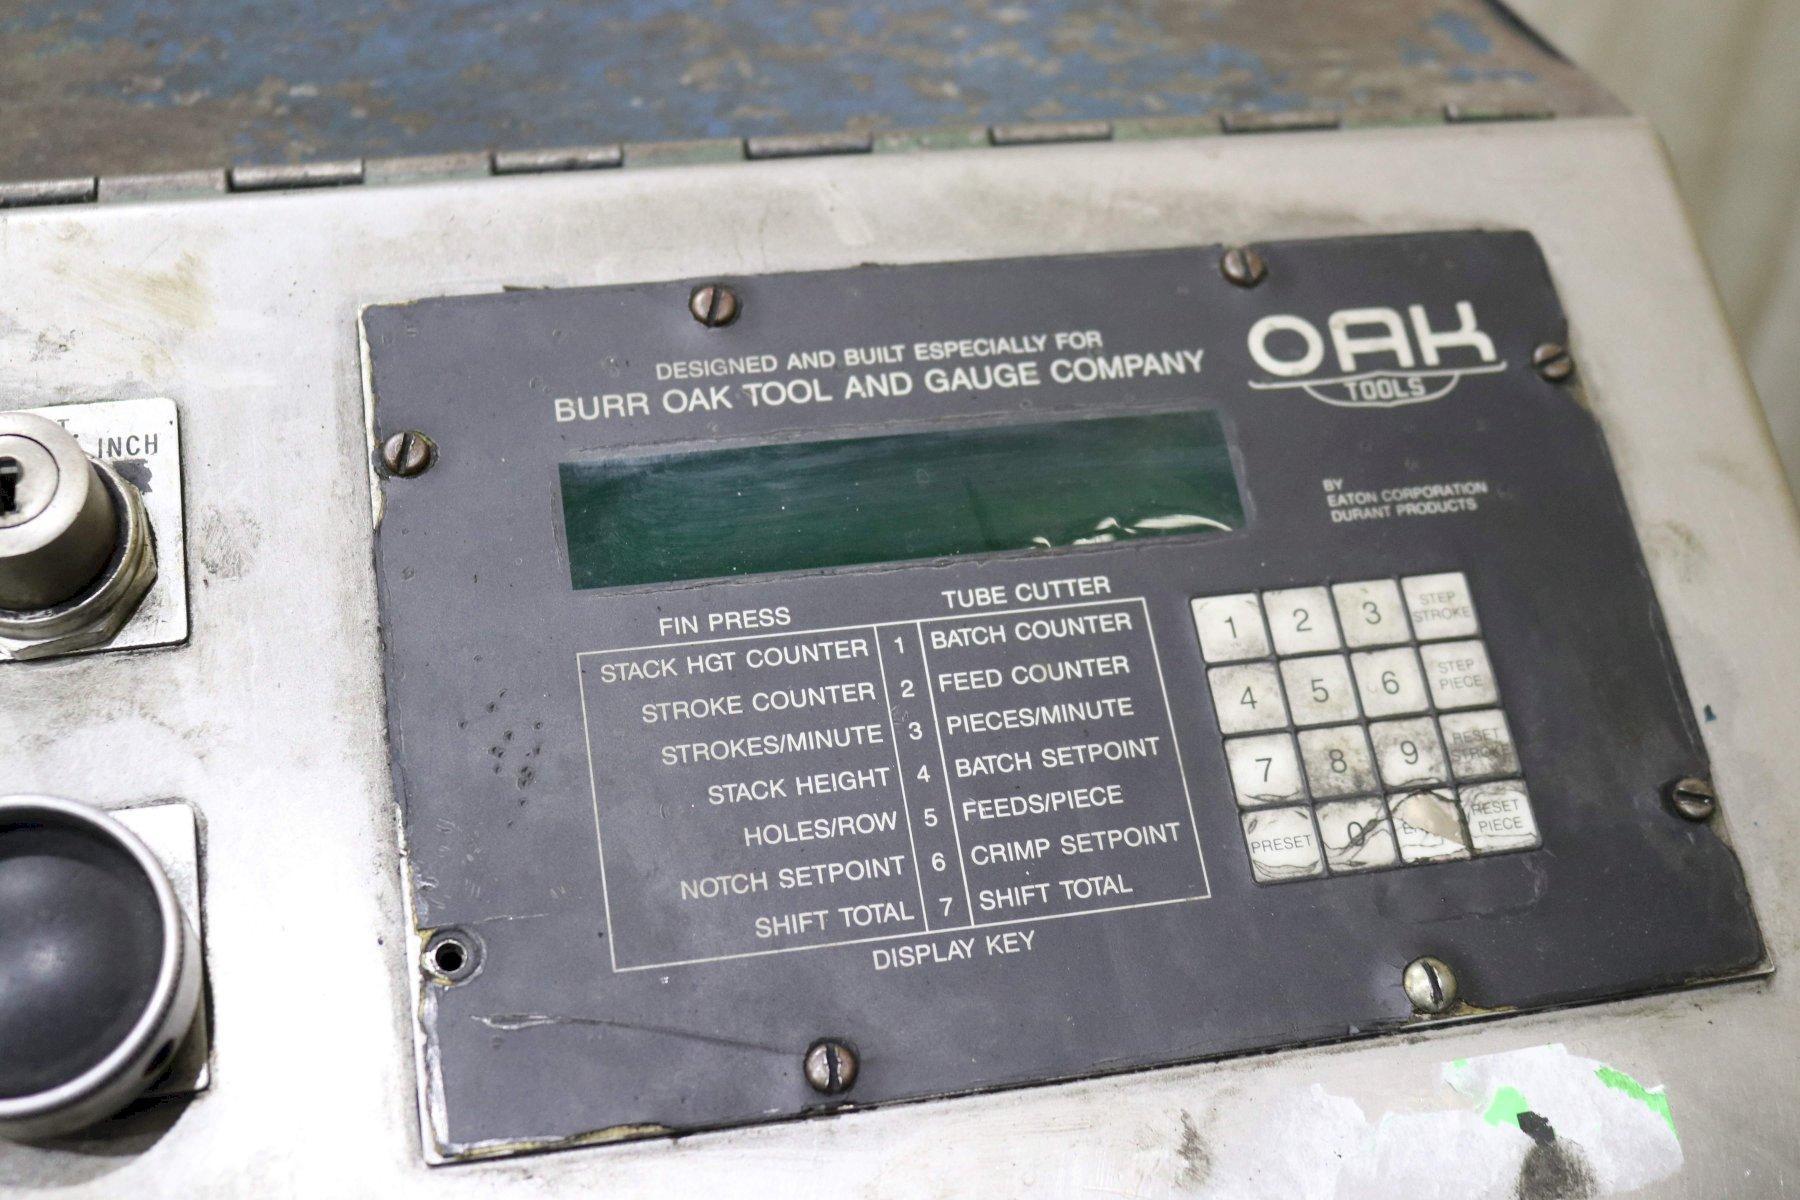 INCH
DESIGNED AND BUILT ESPECIALLY FOR
BURR OAK TOOL AND GAUGE COMPANY
OAK
TOOLS
BY
EATON CORPORATION
DURANT PRODUCTS
FIN PRESS TUBE CUTTER
STACK HGT COUNTER 1 BATCH COUNTER
STROKE COUNTER 2 FEED COUNTER
STROKES/MINUTE 3 PIECES/MINUTE
STACK HEIGHT 4 BATCH SETPOINT
HOLES/ROW 5 FEEDS/PIECE
NOTCH SETPOINT 6 CRIMP SETPOINT
SHIFT TOTAL 7 SHIFT TOTAL
DISPLAY KEY
1 2 3 STEP STROKE
4 5 6 STEP PIECE
7 8 9 RESET STROKE
PRESET 0 RESET PIECE